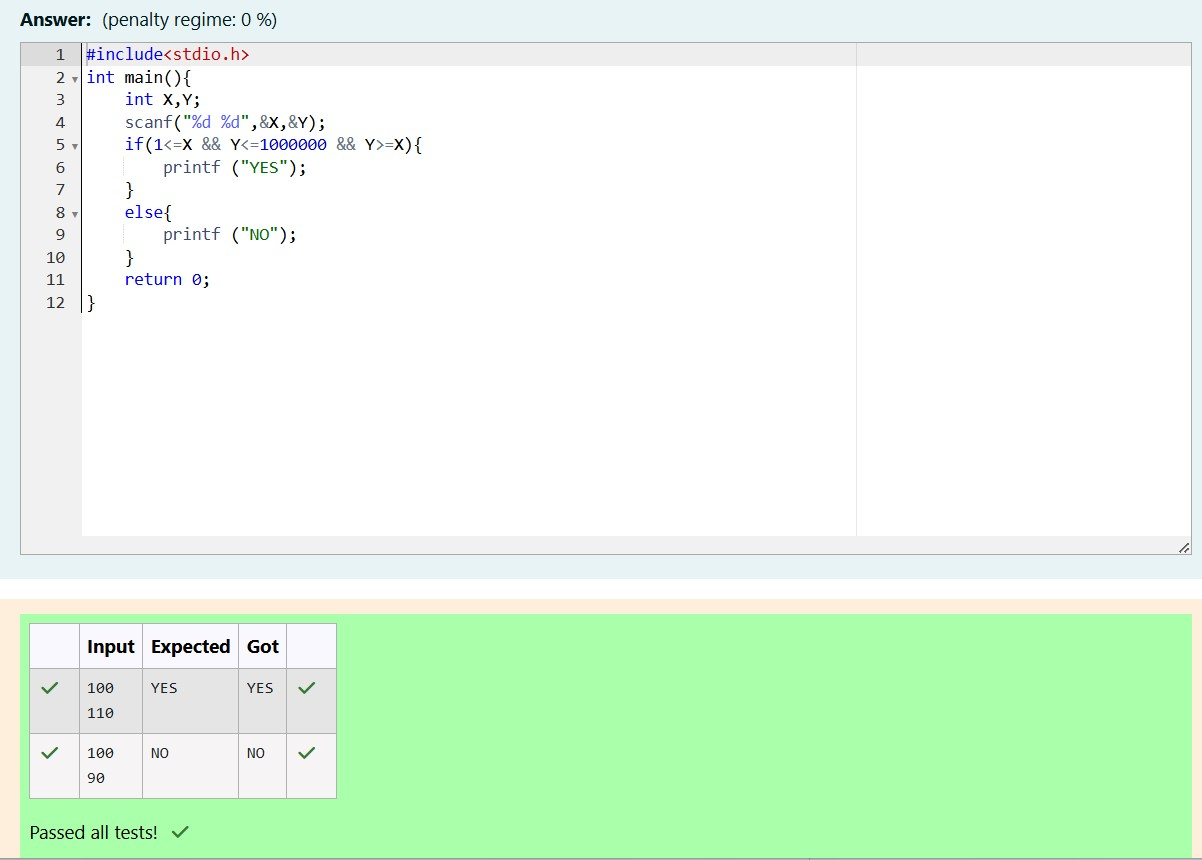 Answer: (penalty regime: 0 %)
1 #include<stdio.h>
2 int main(){
3     int X,Y;
4     scanf("%d %d",&X,&Y);
5     if(1<=X && Y<=1000000 && Y>=X){
6         printf ("YES");
7     }
8     else{
9         printf ("NO");
10     }
11     return 0;
12 }
Input Expected Got
100 YES YES
110
100 NO NO
90
Passed all tests!